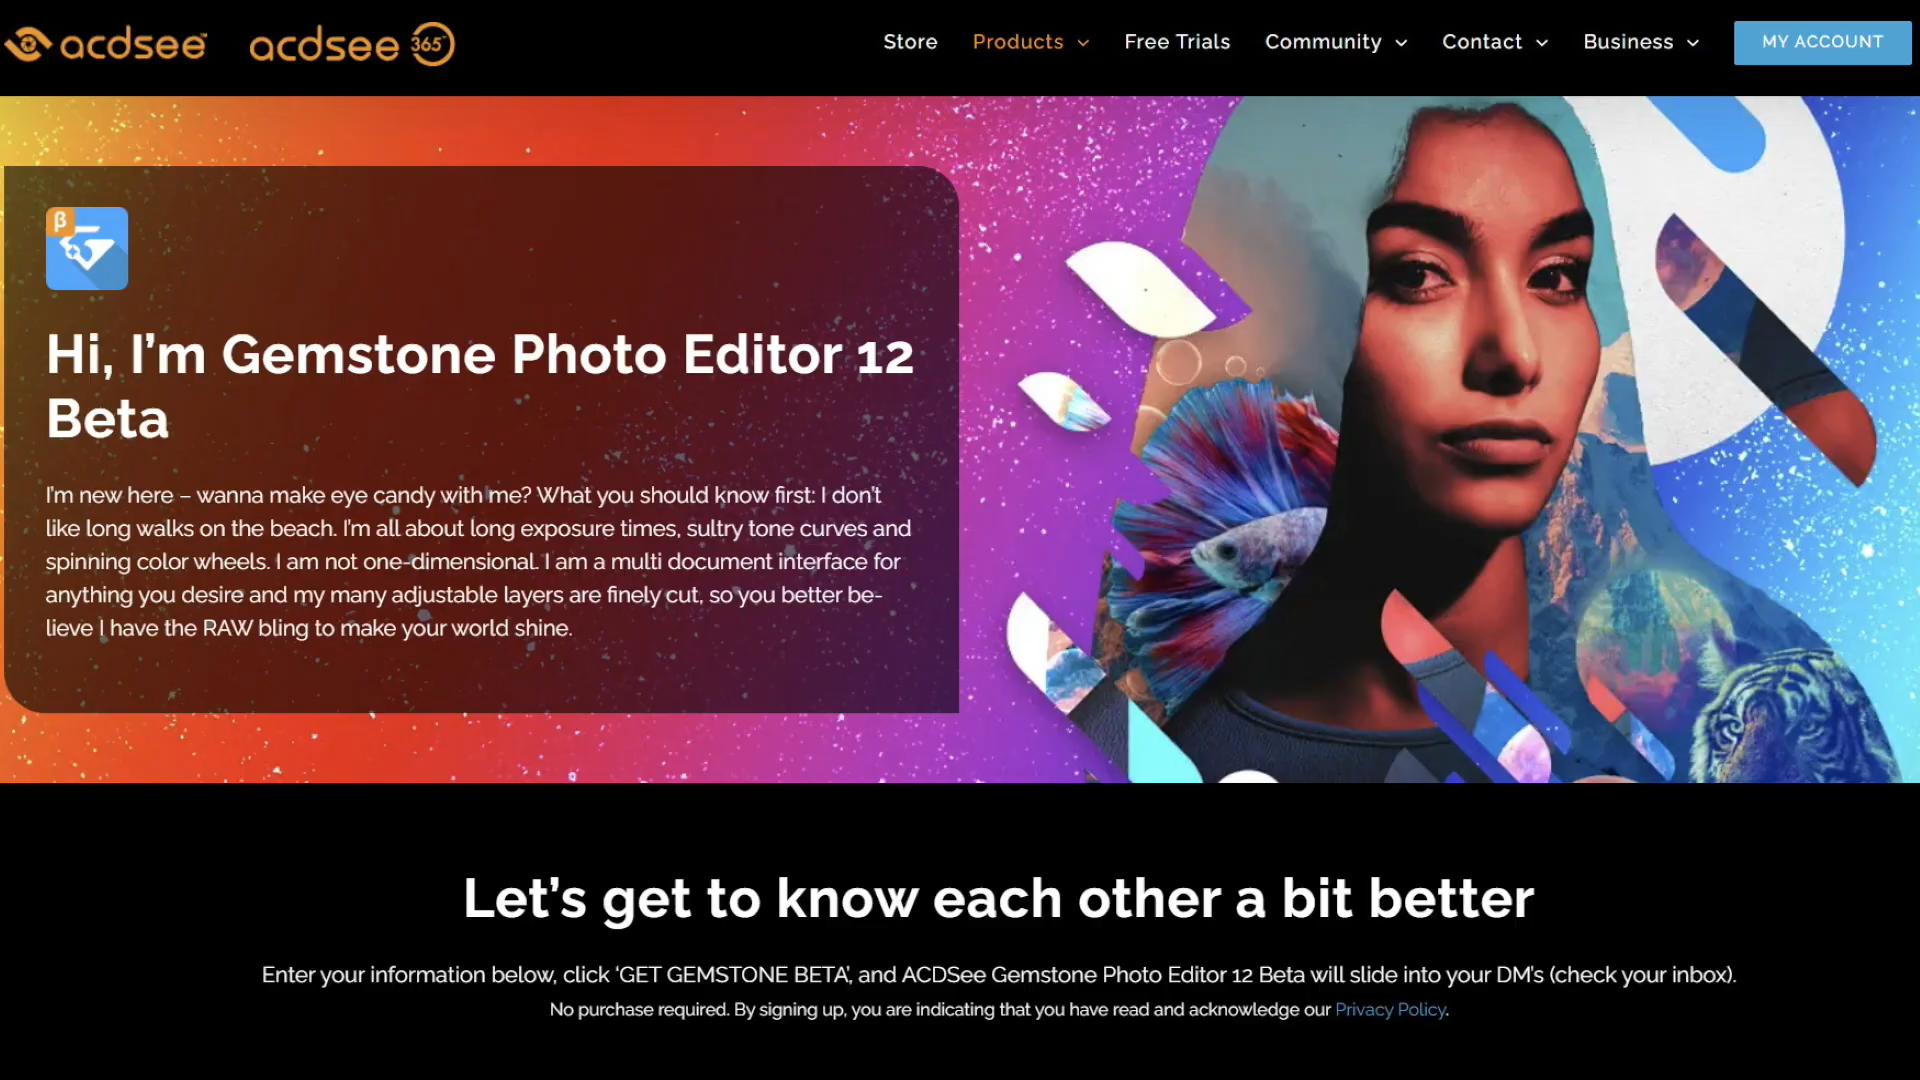 acdsee™
acdsee 365™
Store
Products
Free Trials
Community
Contact
Business
MY ACCOUNT
β
Hi, I’m Gemstone Photo Editor 12
Beta
I’m new here – wanna make eye candy with me? What you should know first: I don’t
like long walks on the beach. I’m all about long exposure times, sultry tone curves and
spinning color wheels. I am not one-dimensional. I am a multi document interface for
anything you desire and my many adjustable layers are finely cut, so you better be-
lieve I have the RAW bling to make your world shine.
Let’s get to know each other a bit better
Enter your information below, click ‘GET GEMSTONE BETA’, and ACDSee Gemstone Photo Editor 12 Beta will slide into your DM’s (check your inbox).
No purchase required. By signing up, you are indicating that you have read and acknowledge our Privacy Policy.